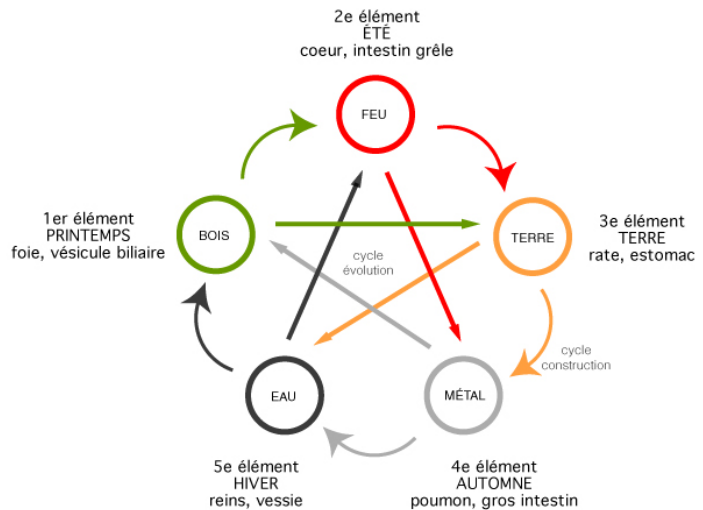 2e élément
ÉTÉ
coeur, intestin grêle
FEU
1er élément
PRINTEMPS
foie, vésicule biliaire
BOIS
TERRE
3e élément
TERRE
rate, estomac
cycle
évolution
cycle
construction
EAU
MÉTAL
5e élément
HIVER
reins, vessie
4e élément
AUTOMNE
poumon, gros intestin